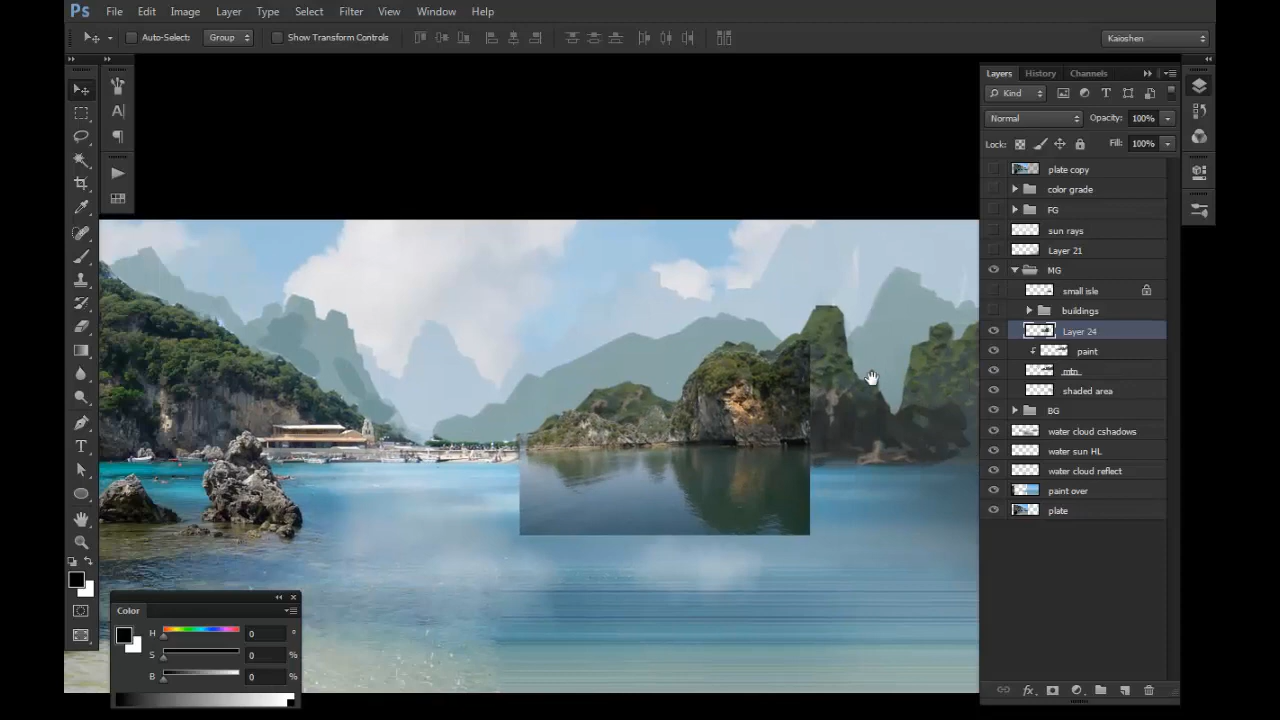 Ps File Edit Image Layer Type Select Filter View Window Help
Auto-Select: Group Show Transform Controls Kaioshen
Layers History Channels
Kind
Normal Opacity: 100%
Lock: Fill: 100%
plate copy
color grade
FG
sun rays
Layer 21
MG
small isle
buildings
Layer 24
paint
mtn_
shaded area
BG
water cloud cshadows
water sun HL
water cloud reflect
paint over
plate
fx
Color
H 0 °
S 0 %
B 0 %